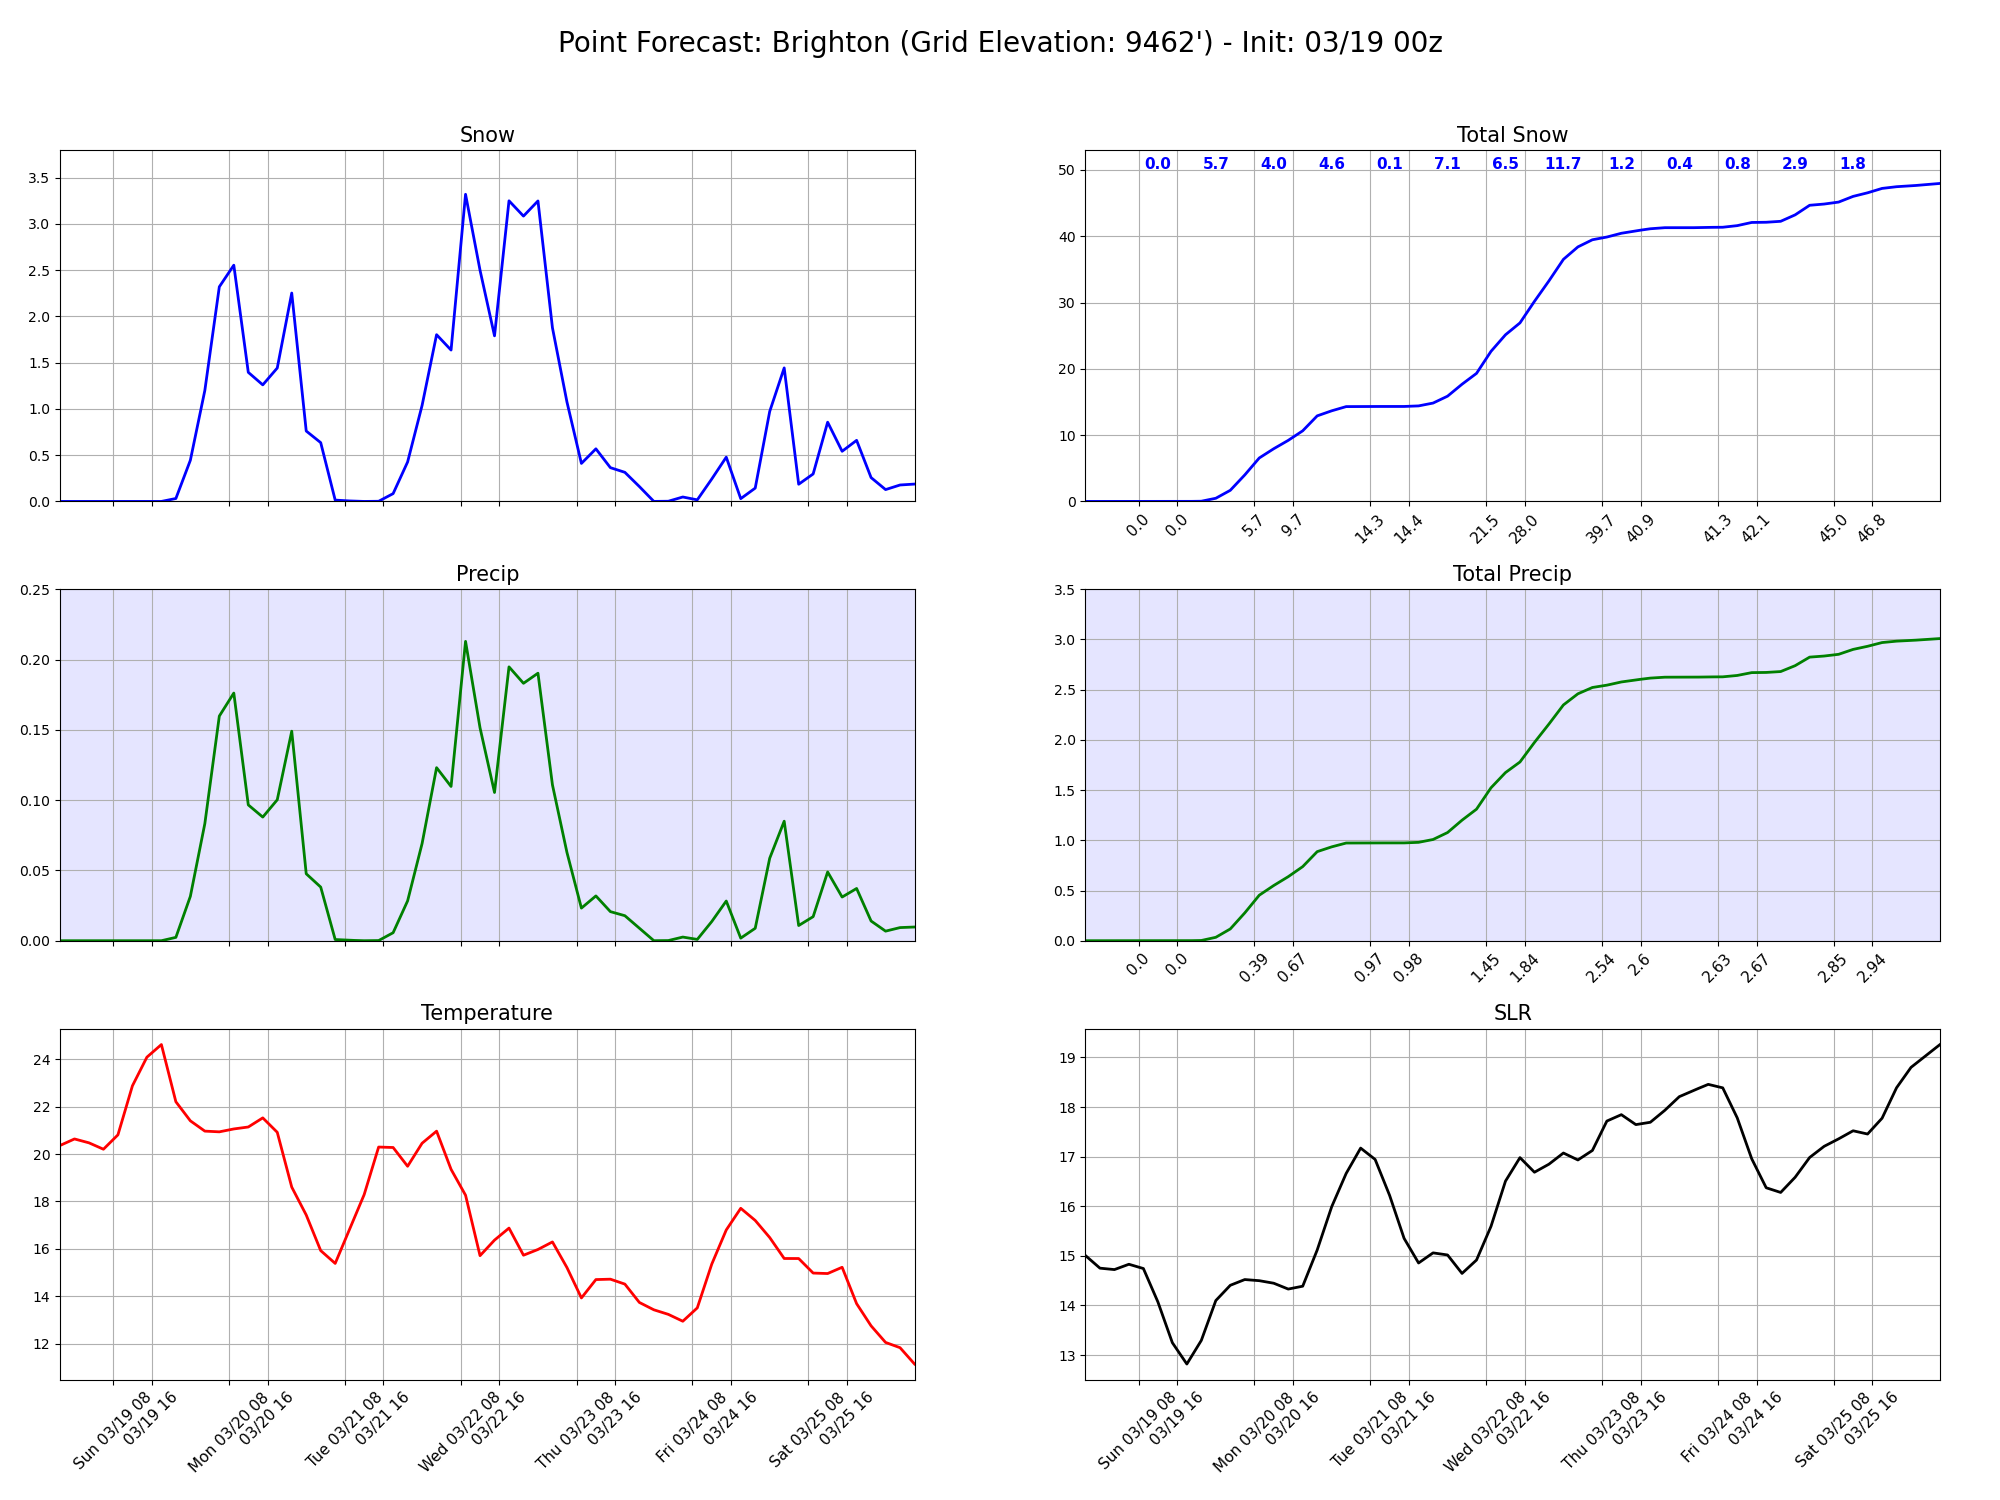 Point Forecast: Brighton (Grid Elevation: 9462') - Init: 03/19 00z
Snow
3.5
3.0
2.5
2.0
1.5
1.0
0.5
0.0
Total Snow
0.0 5.7 4.0 4.6 0.1 7.1 6.5 11.7 1.2 0.4 0.8 2.9 1.8
50
40
30
20
10
0
0.0 0.0 5.7 9.7 14.3 14.4 21.5 28.0 39.7 40.9 41.3 42.1 45.0 46.8
Precip
0.25
0.20
0.15
0.10
0.05
0.00
Total Precip
3.5
3.0
2.5
2.0
1.5
1.0
0.5
0.0
0.0 0.0 0.39 0.67 0.97 0.98 1.45 1.84 2.54 2.6 2.63 2.67 2.85 2.94
Temperature
24
22
20
18
16
14
12
Sun 03/19 08
03/19 16
Mon 03/20 08
03/20 16
Tue 03/21 08
03/21 16
Wed 03/22 08
03/22 16
Thu 03/23 08
03/23 16
Fri 03/24 08
03/24 16
Sat 03/25 08
03/25 16
SLR
19
18
17
16
15
14
13
Sun 03/19 08
03/19 16
Mon 03/20 08
03/20 16
Tue 03/21 08
03/21 16
Wed 03/22 08
03/22 16
Thu 03/23 08
03/23 16
Fri 03/24 08
03/24 16
Sat 03/25 08
03/25 16